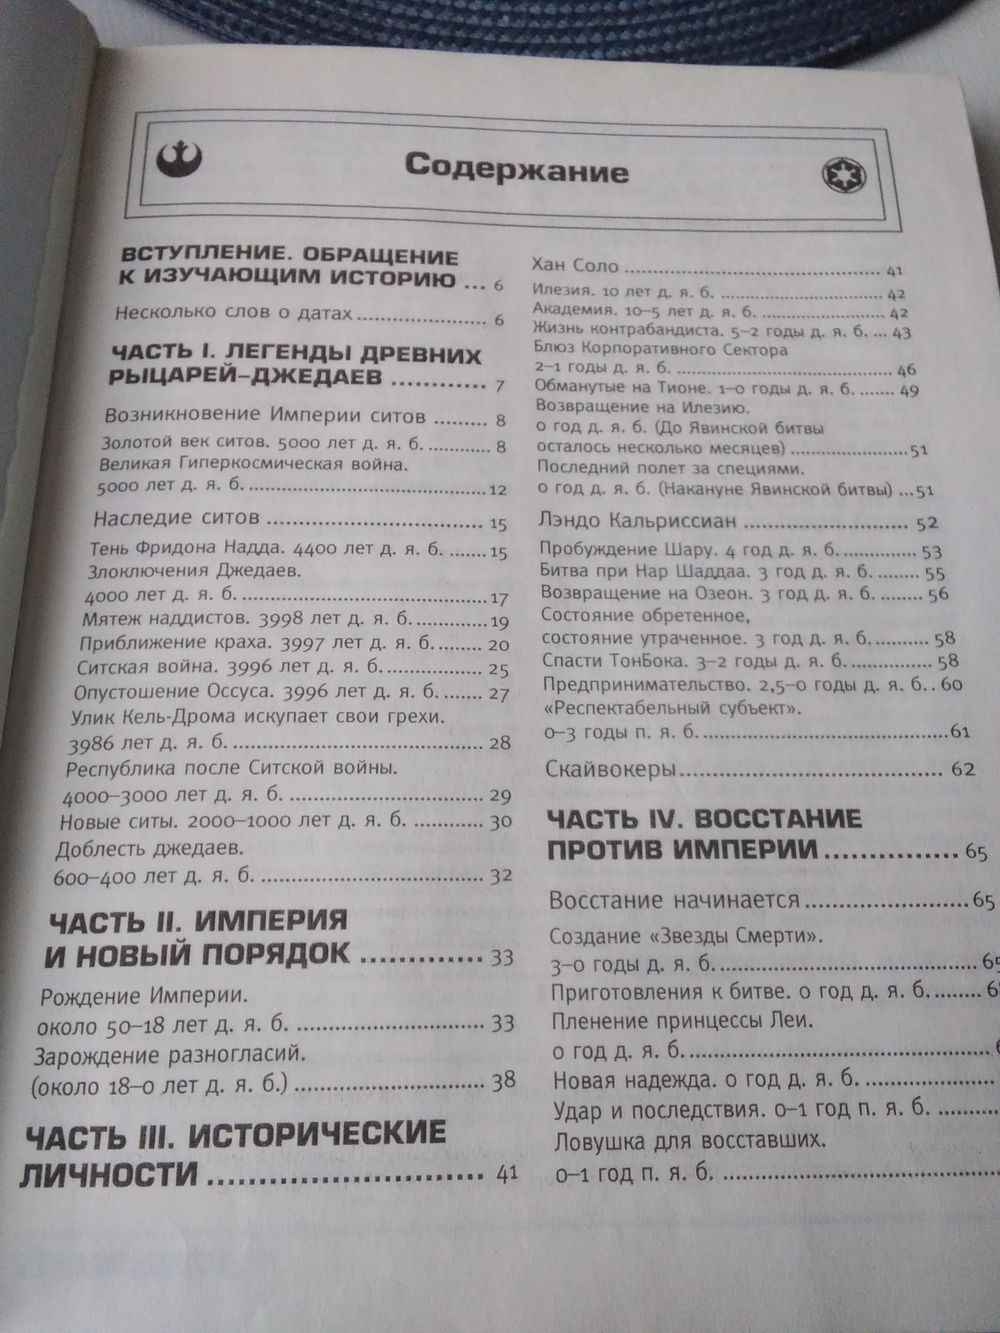 Содержание
ВСТУПЛЕНИЕ. ОБРАЩЕНИЕ
К ИЗУЧАЮЩИМ ИСТОРИЮ ... 6
Несколько слов о датах ................... 6
ЧАСТЬ I. ЛЕГЕНДЫ ДРЕВНИХ
РЫЦАРЕЙ–ДЖЕДАЕВ ............ 7
Возникновение Империи ситов ......... 8
Золотой век ситов. 5000 лет д. я. б. ........... 8
Великая Гиперкосмическая война.
5000 лет д. я. б. ...................................12
Наследие ситов ................................ 15
Тень Фридона Надда. 4400 лет д. я. б. .......15
Злоключения Джедаев.
4000 лет д. я. б. ....................................17
Мятеж наддистов. 3998 лет д. я. б. ...........19
Приближение краха. 3997 лет д. я. б. ........ 20
Ситская война. 3996 лет д. я. б. ............... 25
Опустошение Оссуса. 3996 лет д. я. б. ...... 27
Улик Кель-Дрома искупает свои грехи.
3986 лет д. я. б. .................................... 28
Республика после Ситской войны.
4000–3000 лет д. я. б. ........................... 29
Новые ситы. 2000–1000 лет д. я. б. ........... 30
Доблесть джедаев.
600–400 лет д. я. б. ............................... 32
ЧАСТЬ II. ИМПЕРИЯ
И НОВЫЙ ПОРЯДОК ............. 33
Рождение Империи.
около 50–18 лет д. я. б. ........................ 33
Зарождение разногласий.
(около 18–0 лет д. я. б.) ........................ 38
ЧАСТЬ III. ИСТОРИЧЕСКИЕ
ЛИЧНОСТИ .......................... 41
Хан Соло ....................................... 41
Илезия. 10 лет д. я. б. .......................... 42
Академия. 10–5 лет д. я. б. ................... 42
Жизнь контрабандиста. 5–2 годы д. я. б. ... 43
Блюз Корпоративного Сектора
2–1 годы д. я. б. .................................. 46
Обманутые на Тионе. 1–0 годы д. я. б. ....... 49
Возвращение на Илезию.
0 год д. я. б. (До Явинской битвы
осталось несколько месяцев) ...................51
Последний полет за специями.
0 год д. я. б. (Накануне Явинской битвы) ...51
Лэндо Кальриссиан ......................... 52
Пробуждение Шару. 4 год д. я. б. ............. 53
Битва при Нар Шаддаа. 3 год д. я. б. ........ 55
Возвращение на Озеон. 3 год д. я. б. ......... 56
Состояние обретенное,
состояние утраченное. 3 год д. я. б. ......... 58
Спасти ТонБока. 3–2 годы д. я. б. ............. 58
Предпринимательство. 2,5–0 годы д. я. б. . 60
«Респектабельный субъект».
0–3 годы п. я. б. ....................................61
Скайвокеры .................................... 62
ЧАСТЬ IV. ВОССТАНИЕ
ПРОТИВ ИМПЕРИИ ............... 65
Восстание начинается ......................65
Создание «Звезды Смерти».
3–0 годы д. я. б. ...................................
Приготовления к битве. 0 год д. я. б. ........
Пленение принцессы Леи.
0 год д. я. б. ........................................
Новая надежда. 0 год д. я. б. .................
Удар и последствия. 0–1 год п. я. б. ..........
Ловушка для восставших.
0–1 год п. я. б. ....................................